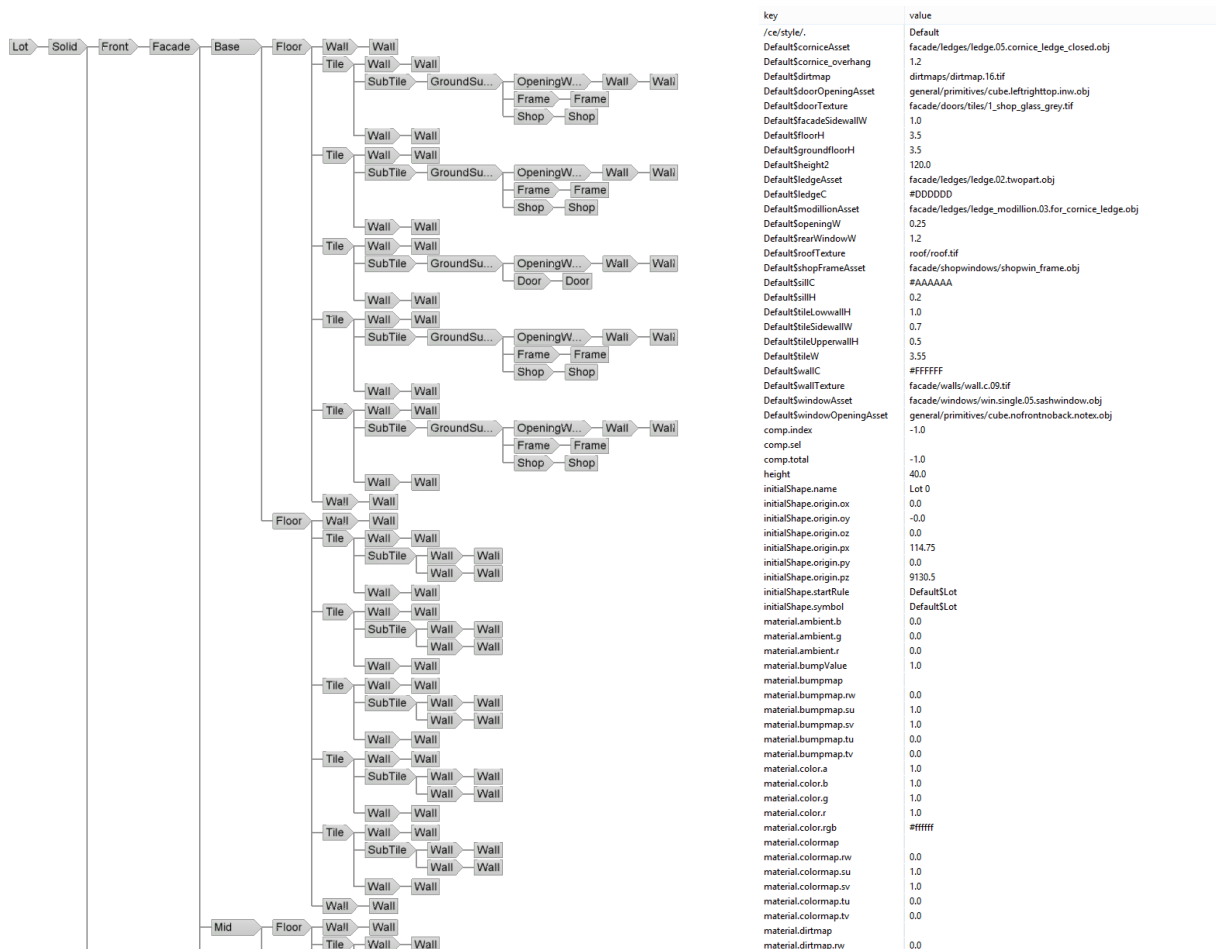 Lot Solid Front Facade Base Floor Wall Wall
Tile Wall Wall
SubTile GroundSu... OpeningW... Wall Wall
Frame Frame
Shop Shop
Wall Wall
Tile Wall Wall
SubTile GroundSu... OpeningW... Wall Wall
Frame Frame
Shop Shop
Wall Wall
Tile Wall Wall
SubTile GroundSu... OpeningW... Wall Wall
Door Door
Wall Wall
Tile Wall Wall
SubTile GroundSu... OpeningW... Wall Wall
Frame Frame
Shop Shop
Wall Wall
Tile Wall Wall
SubTile GroundSu... OpeningW... Wall Wall
Frame Frame
Shop Shop
Wall Wall
Wall Wall
Floor Wall Wall
Tile Wall Wall
SubTile Wall Wall
Wall Wall
Wall Wall
Tile Wall Wall
SubTile Wall Wall
Wall Wall
Wall Wall
Tile Wall Wall
SubTile Wall Wall
Wall Wall
Wall Wall
Tile Wall Wall
SubTile Wall Wall
Wall Wall
Wall Wall
Tile Wall Wall
SubTile Wall Wall
Wall Wall
Wall Wall
Wall Wall
Mid Floor Wall Wall
Tile Wall Wall
key value
/ce/style/. Default
Default$corniceAsset facade/ledges/ledge.05.cornice_ledge_closed.obj
Default$cornice_overhang 1.2
Default$dirtmap dirtmaps/dirtmap.16.tif
Default$doorOpeningAsset general/primitives/cube.leftrighttop.inw.obj
Default$doorTexture facade/doors/tiles/1_shop_glass_grey.tif
Default$facadeSidewallW 1.0
Default$floorH 3.5
Default$groundfloorH 3.5
Default$height2 120.0
Default$ledgeAsset facade/ledges/ledge.02.twopart.obj
Default$ledgeC #DDDDDD
Default$modillionAsset facade/ledges/ledge_modillion.03.for_cornice_ledge.obj
Default$openingW 0.25
Default$rearWindowW 1.2
Default$roofTexture roof/roof.tif
Default$shopFrameAsset facade/shopwindows/shopwin_frame.obj
Default$sillC #AAAAAA
Default$sillH 0.2
Default$tileLowwallH 1.0
Default$tileSidewallW 0.7
Default$tileUpperwallH 0.5
Default$tileW 3.55
Default$wallC #FFFFFF
Default$wallTexture facade/walls/wall.c.09.tif
Default$windowAsset facade/windows/win.single.05.sashwindow.obj
Default$windowOpeningAsset general/primitives/cube.nofrontnoback.notex.obj
comp.index -1.0
comp.sel
comp.total -1.0
height 40.0
initialShape.name Lot 0
initialShape.origin.ox 0.0
initialShape.origin.oy -0.0
initialShape.origin.oz 0.0
initialShape.origin.px 114.75
initialShape.origin.py 0.0
initialShape.origin.pz 9130.5
initialShape.startRule Default$Lot
initialShape.symbol Default$Lot
material.ambient.b 0.0
material.ambient.g 0.0
material.ambient.r 0.0
material.bumpValue 1.0
material.bumpmap
material.bumpmap.rw 0.0
material.bumpmap.su 1.0
material.bumpmap.sv 1.0
material.bumpmap.tu 0.0
material.bumpmap.tv 0.0
material.color.a 1.0
material.color.b 1.0
material.color.g 1.0
material.color.r 1.0
material.color.rgb #ffffff
material.colormap
material.colormap.rw 0.0
material.colormap.su 1.0
material.colormap.sv 1.0
material.colormap.tu 0.0
material.colormap.tv 0.0
material.dirtmap
material.dirtmap.rw 0.0